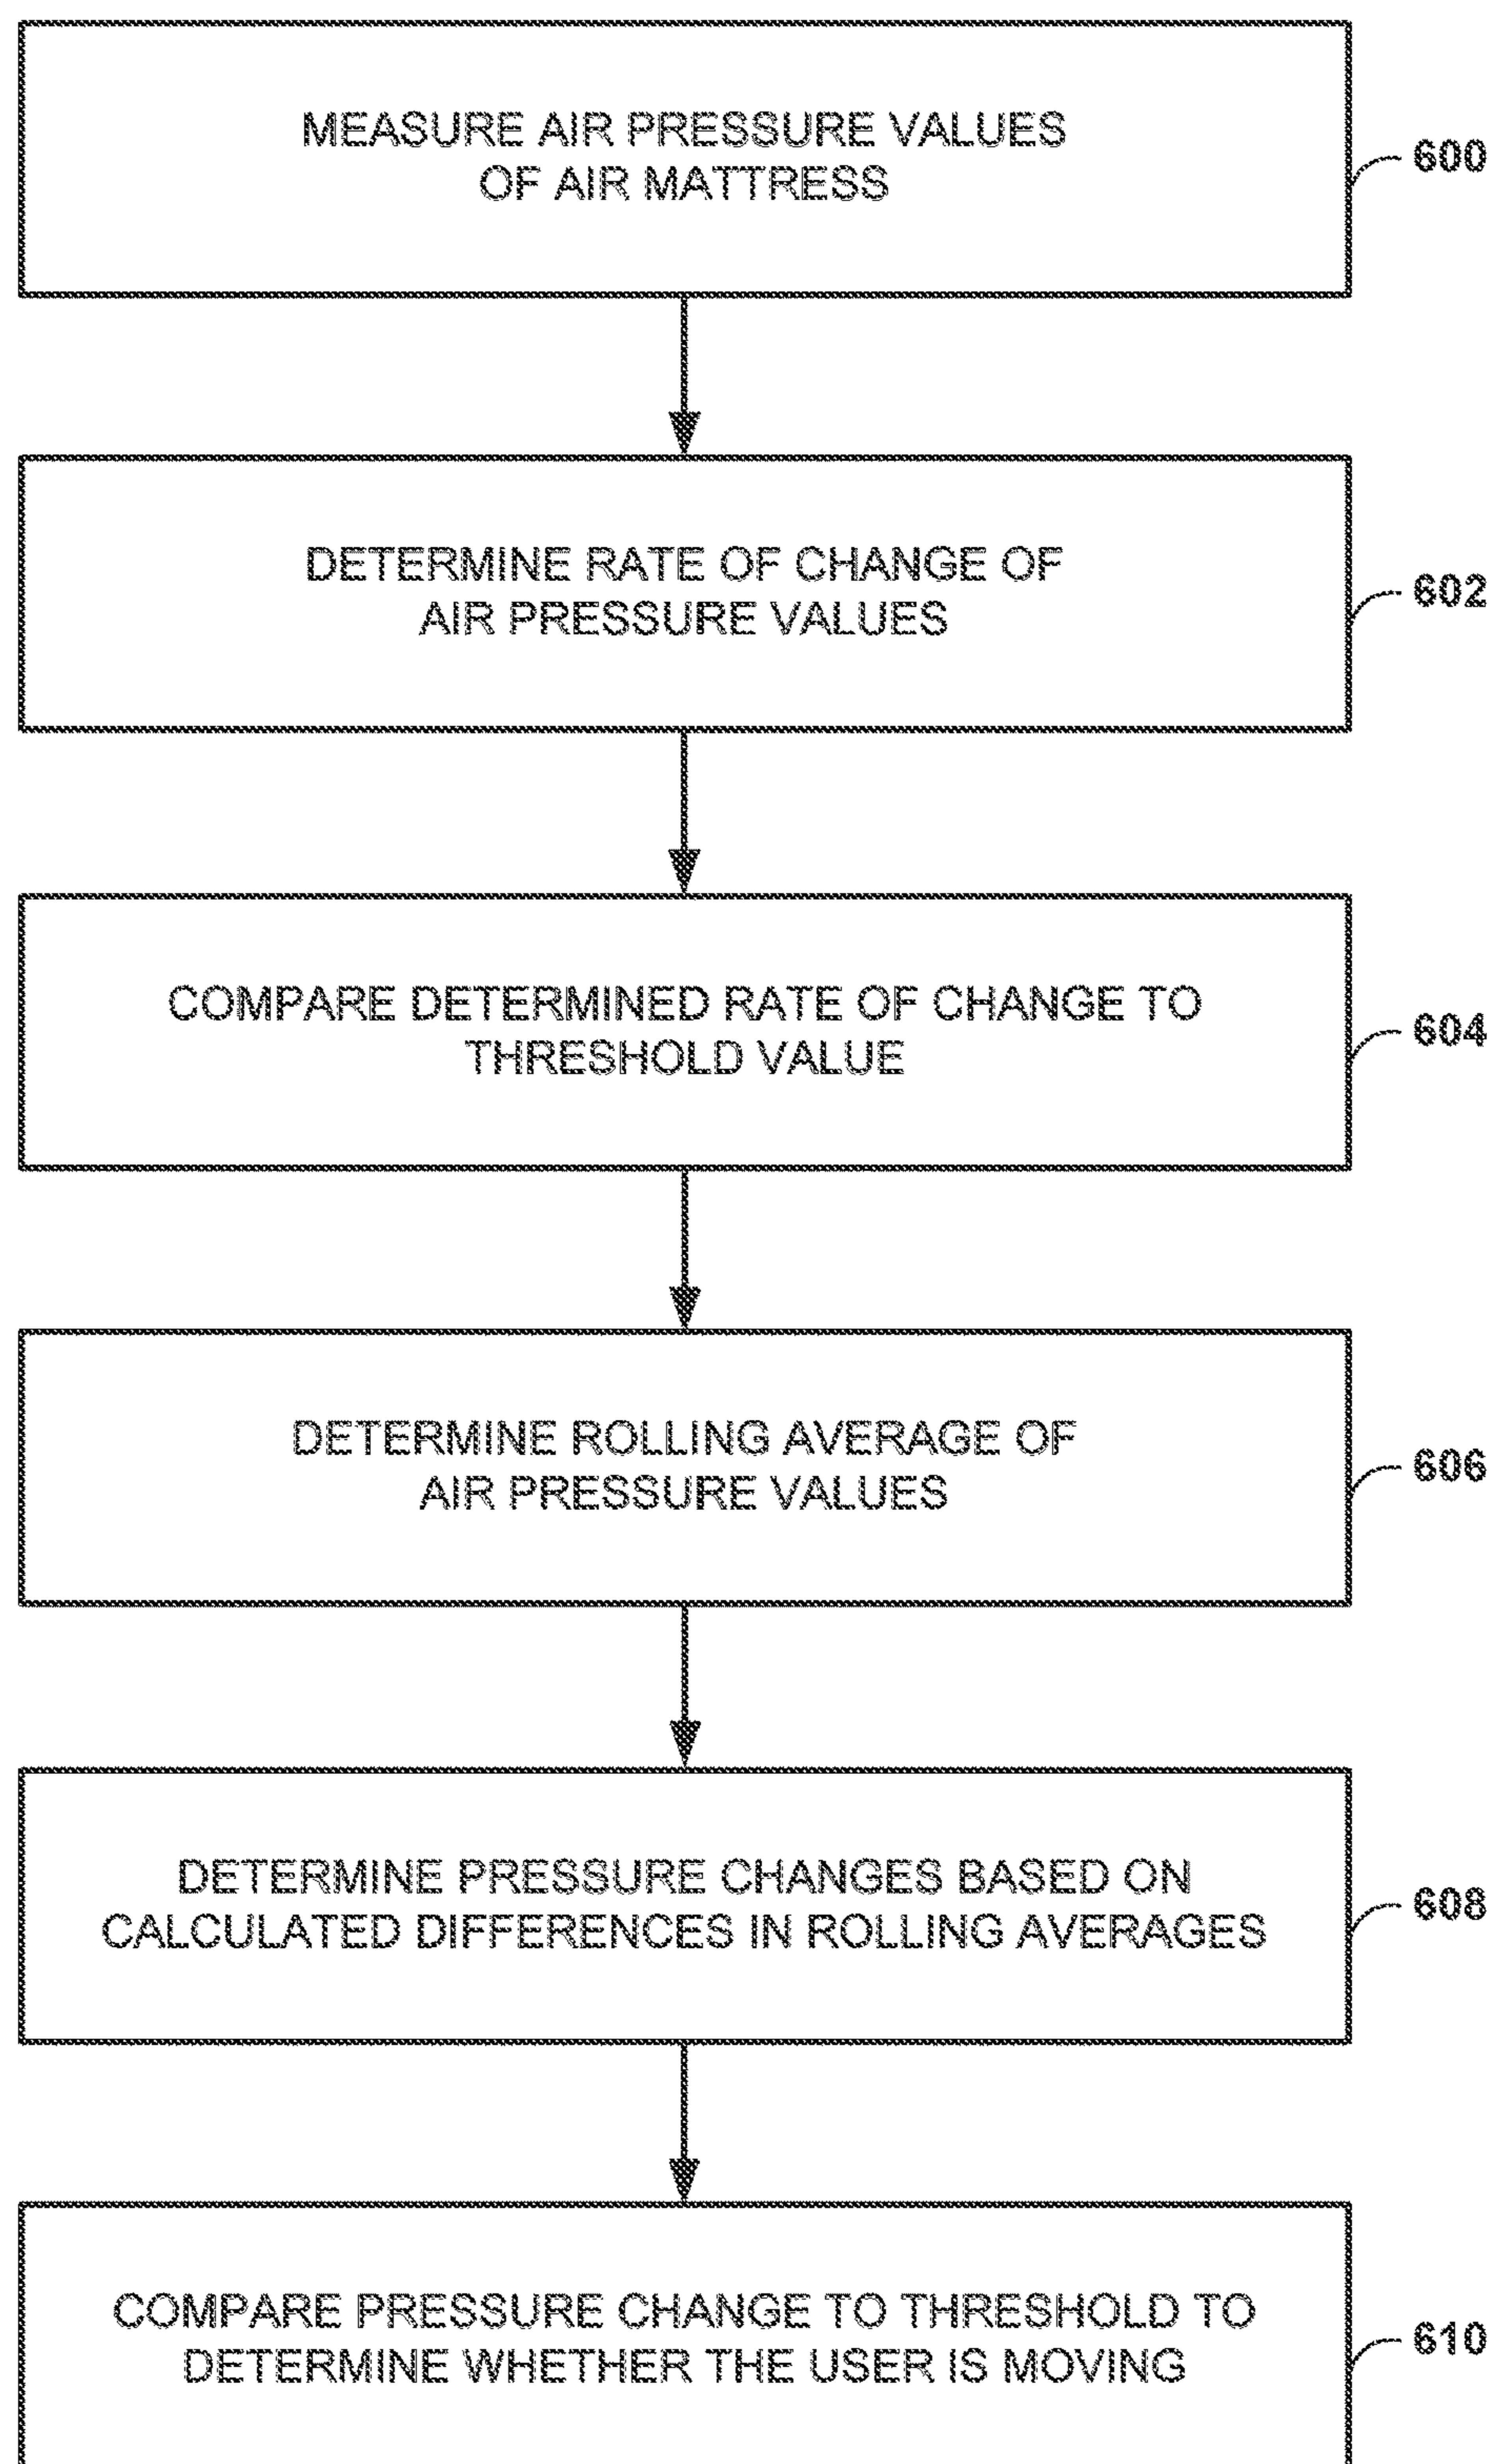 MEASURE AIR PRESSURE VALUES
OF AIR MATTRESS
600
DETERMINE RATE OF CHANGE OF
AIR PRESSURE VALUES
602
COMPARE DETERMINED RATE OF CHANGE TO
THRESHOLD VALUE
604
DETERMINE ROLLING AVERAGE OF
AIR PRESSURE VALUES
606
DETERMINE PRESSURE CHANGES BASED ON
CALCULATED DIFFERENCES IN ROLLING AVERAGES
608
COMPARE PRESSURE CHANGE TO THRESHOLD TO
DETERMINE WHETHER THE USER IS MOVING
610